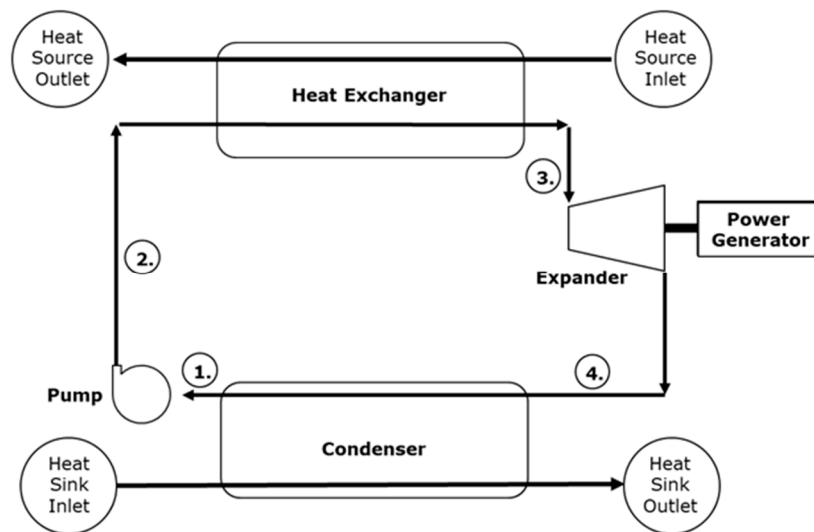 Heat
Source
Outlet
Heat
Source
Inlet
Heat Exchanger
3.
Power
Generator
2.
Expander
1.
4.
Pump
Condenser
Heat
Sink
Inlet
Heat
Sink
Outlet